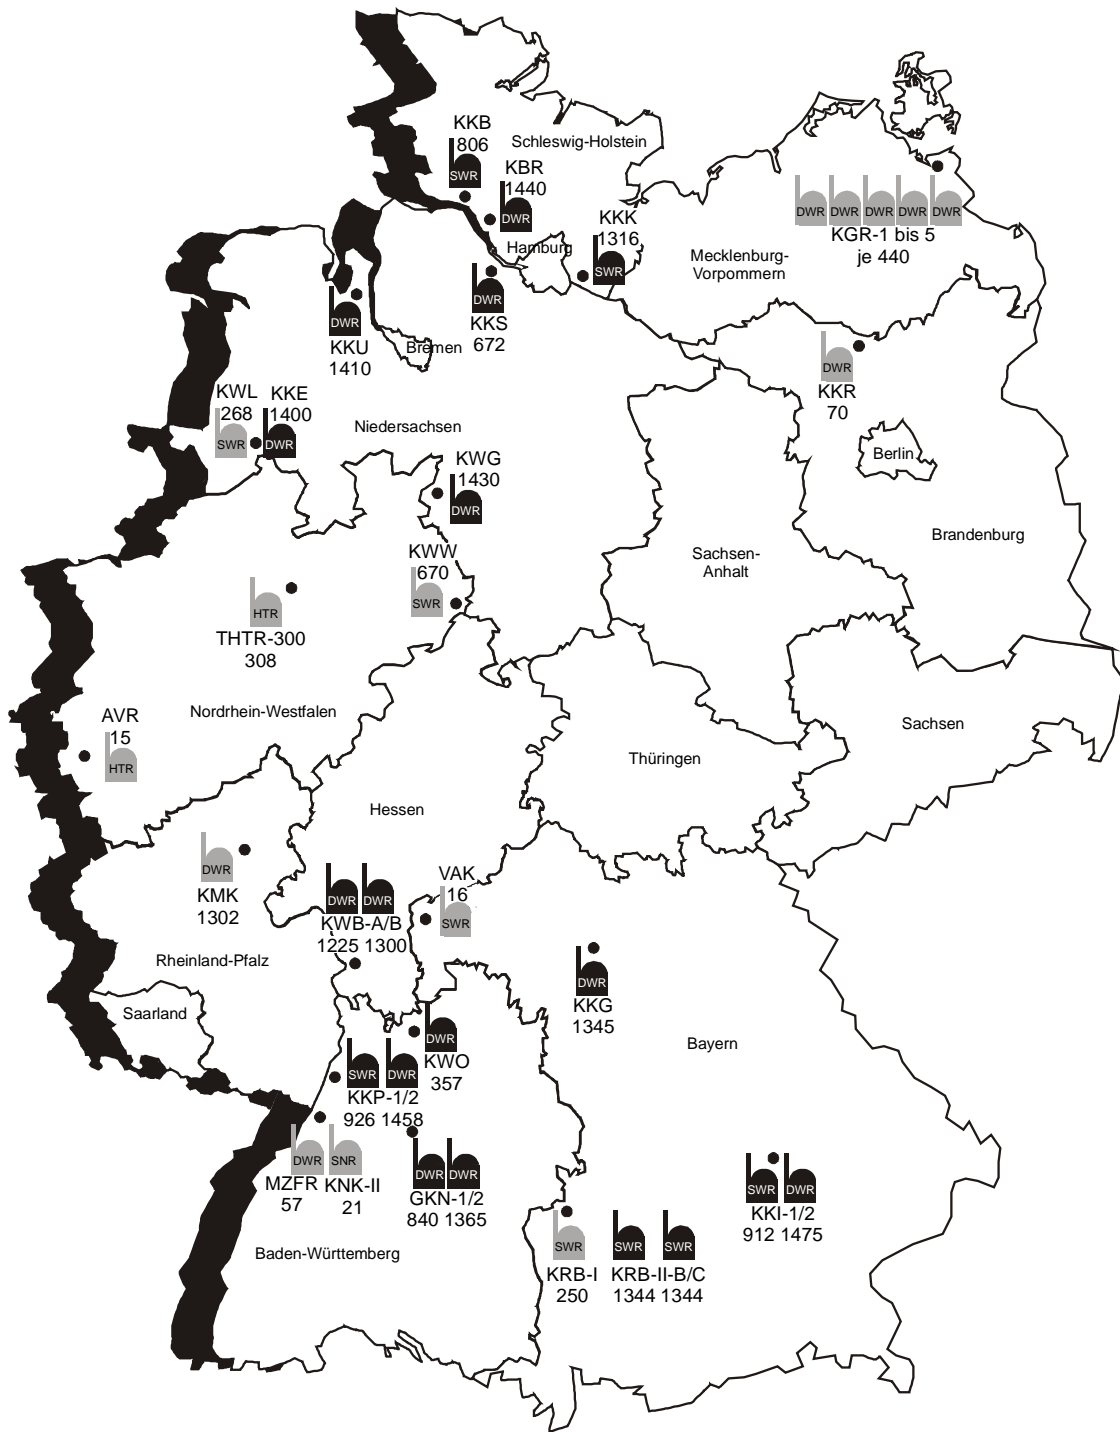 KKB
806
SWR
Schleswig-Holstein
KBR
1440
DWR
KKK
1316
SWR
Hamburg
DWR DWR DWR DWR DWR
KGR-1 bis 5
je 440
Mecklenburg-
Vorpommern
DWR
KKS
672
DWR
KKU
1410
Bremen
DWR
KKR
70
KWL
268
SWR
KKE
1400
DWR
Niedersachsen
Berlin
KWG
1430
DWR
Brandenburg
Sachsen-
Anhalt
KWW
670
SWR
HTR
THTR-300
308
Nordrhein-Westfalen
AVR
15
HTR
Sachsen
Thüringen
Hessen
DWR
KMK
1302
DWR DWR
KWB-A/B
1225 1300
VAK
16
SWR
Rheinland-Pfalz
DWR
KKG
1345
Saarland
Bayern
DWR
KWO
357
SWR DWR
KKP-1/2
926 1458
DWR
MZFR
57
SNR
KNK-II
21
DWR DWR
GKN-1/2
840 1365
SWR DWR
KKI-1/2
912 1475
Baden-Württemberg
SWR
KRB-I
250
SWR SWR
KRB-II-B/C
1344 1344